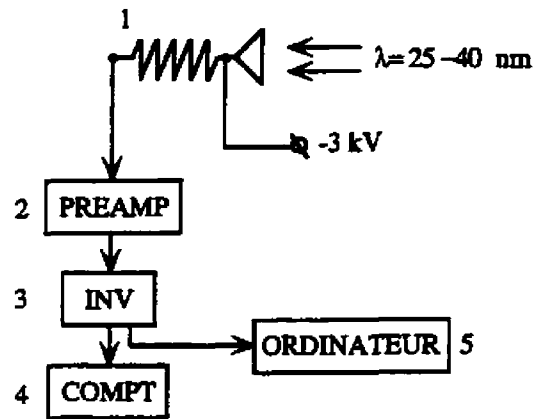 1
λ= 25 –40 nm
-3 kV
2 PREAMP
3 INV
ORDINATEUR 5
4 COMPT